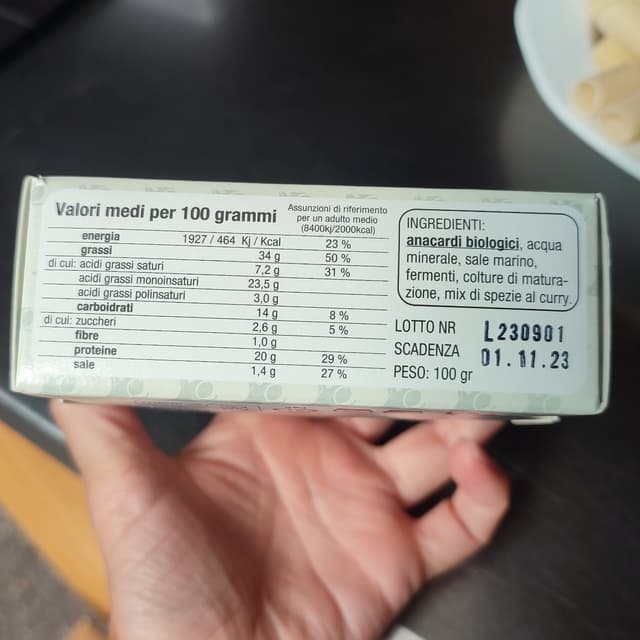 Valori medi per 100 grammi
Assunzioni di riferimento
per un adulto medio
(8400kj/2000kcal)
energia 1927 / 464 Kj / Kcal 23 %
grassi 34 g 50 %
di cui: acidi grassi saturi 7,2 g 31 %
acidi grassi monoinsaturi 23,5 g
acidi grassi polinsaturi 3,0 g
carboidrati 14 g 8 %
di cui: zuccheri 2,6 g 5 %
fibre 1,0 g
proteine 20 g 29 %
sale 1,4 g 27 %
INGREDIENTI:
anacardi biologici, acqua
minerale, sale marino,
fermenti, colture di matura-
zione, mix di spezie al curry.
LOTTO NR L230901
SCADENZA 01.11.23
PESO: 100 gr